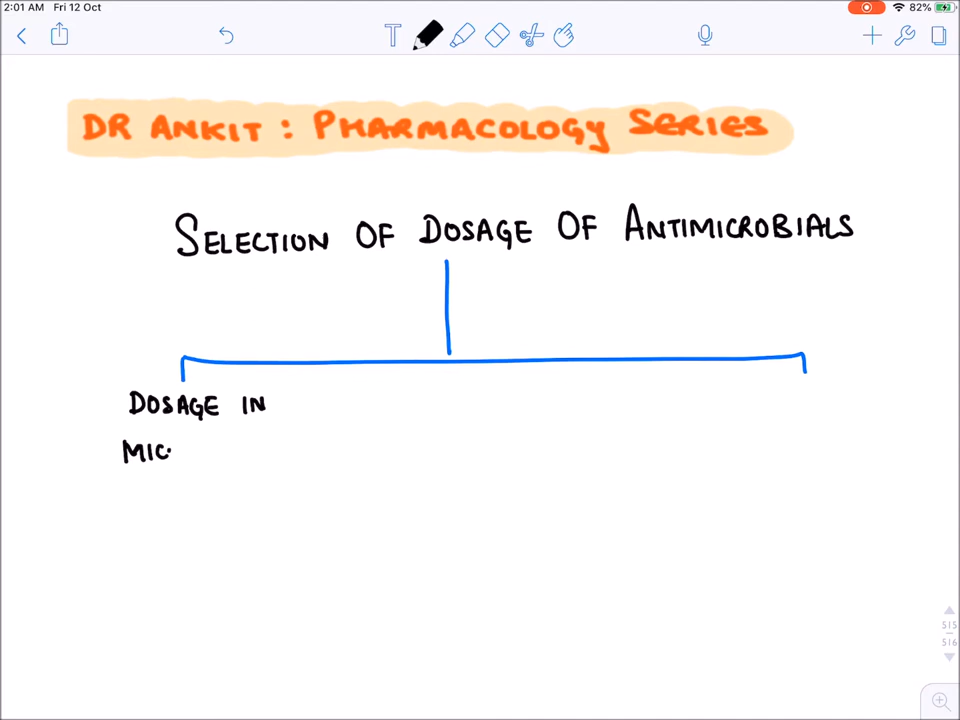 2:01 AM Fri 12 Oct 82%
T
DR ANKIT : PHARMACOLOGY SERIES
SELECTION OF DOSAGE OF ANTIMICROBIALS
DOSAGE IN
MIC
515
516